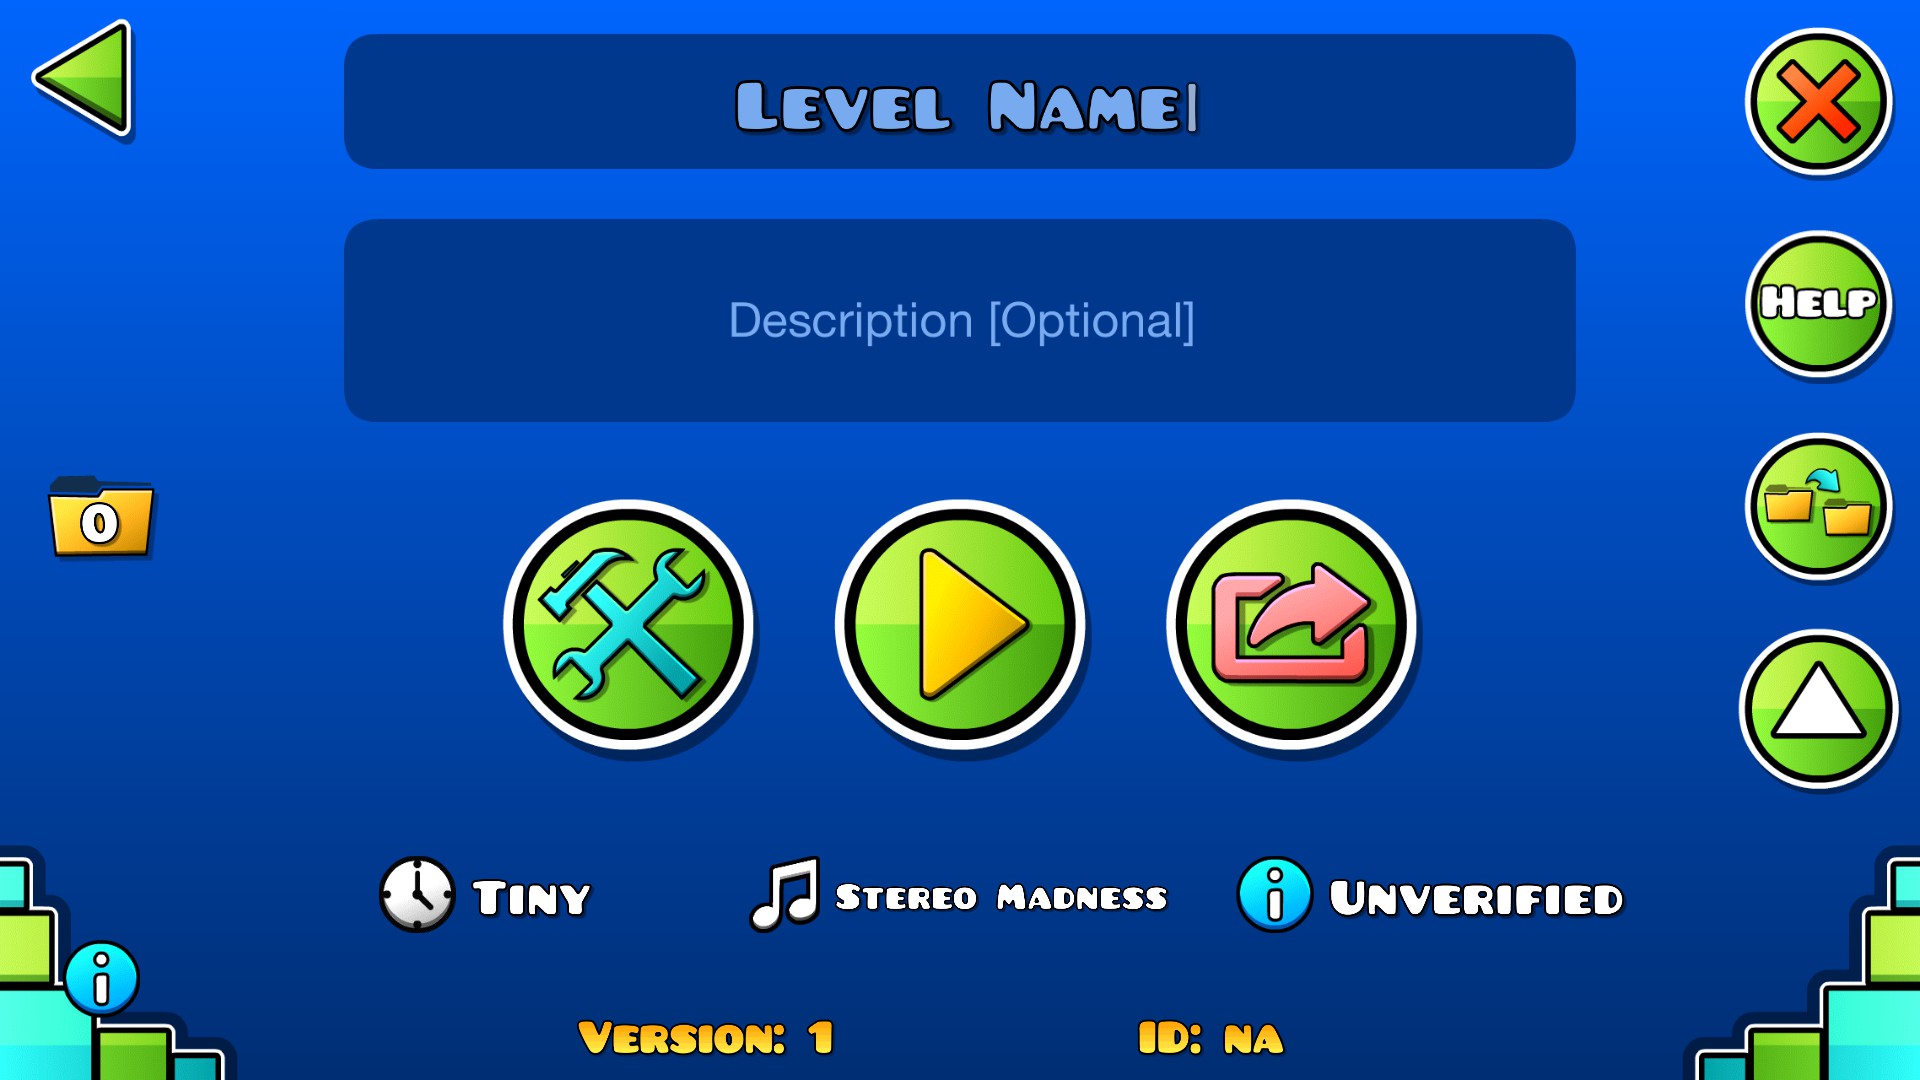 Level Name
HELP
Description [Optional]
0
Tiny
Stereo Madness
Unverified
Version: 1
ID: na